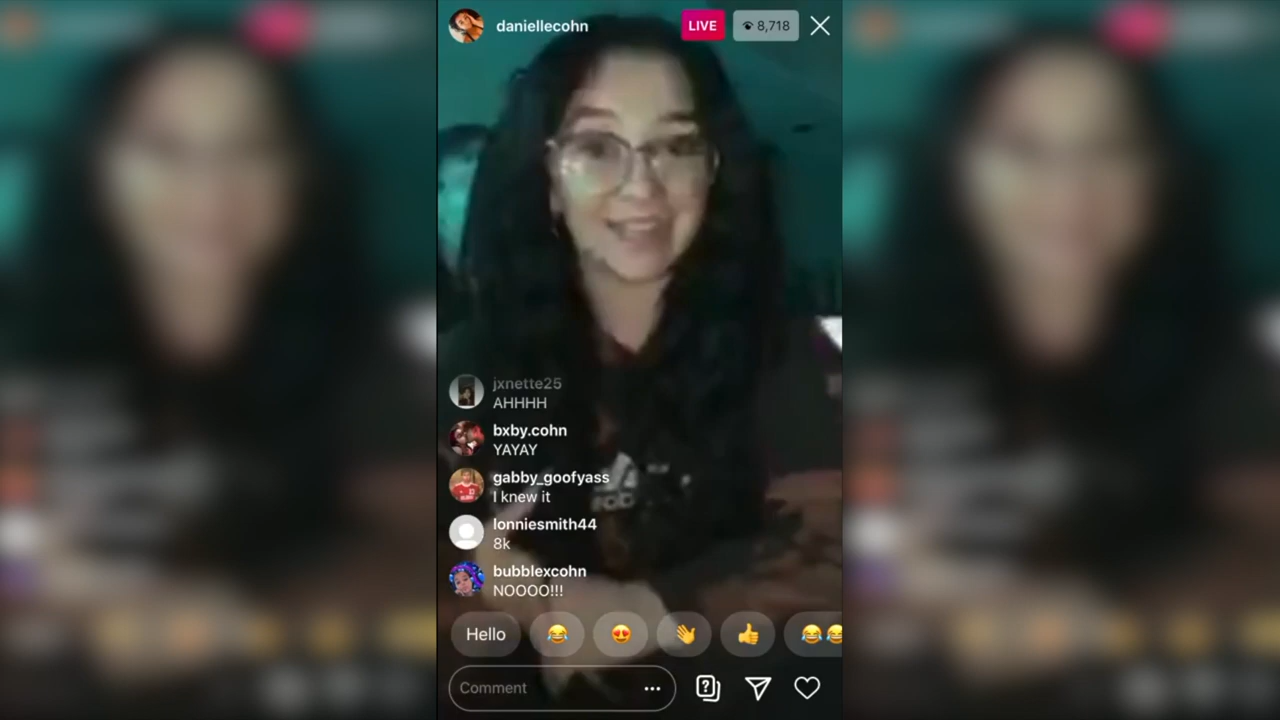 daniellecohn
LIVE
8,718
jxnette25
AHHHH
bxby.cohn
YAYAY
gabby_goofyass
I knew it
lonniesmith44
8k
bubblexcohn
NOOOO!!!
Hello
Comment